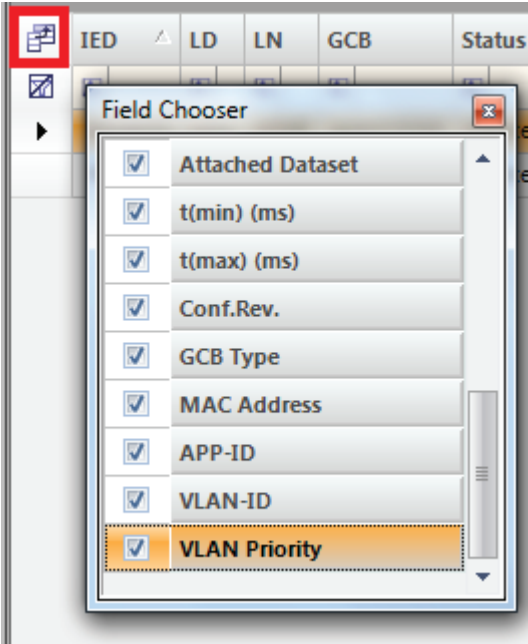 IED LD LN GCB Status
Field Chooser
Attached Dataset
t(min) (ms)
t(max) (ms)
Conf.Rev.
GCB Type
MAC Address
APP-ID
VLAN-ID
VLAN Priority